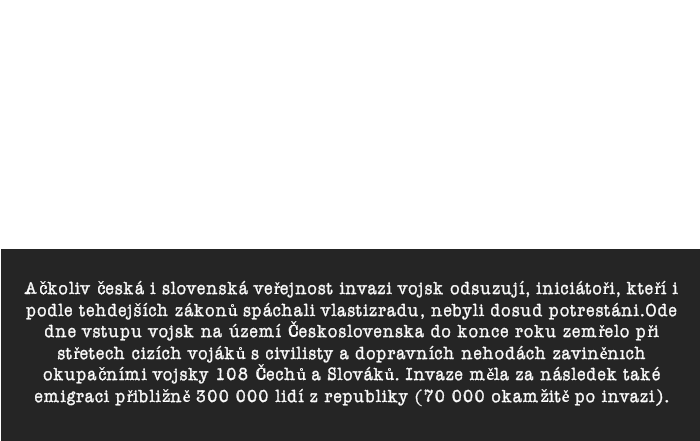 Ačkoliv česká i slovenská veřejnost invazi vojsk odsuzují, iniciátoři, kteří i
podle tehdejších zákonů spáchali vlastizradu, nebyli dosud potrestáni.Ode
dne vstupu vojsk na území Československa do konce roku zemřelo při
střetech cizích vojáků s civilisty a dopravních nehodách zaviněnıch
okupačními vojsky 108 Čechů a Slováků. Invaze měla za následek také
emigraci přibližně 300 000 lidí z republiky (70 000 okamžitě po invazi).